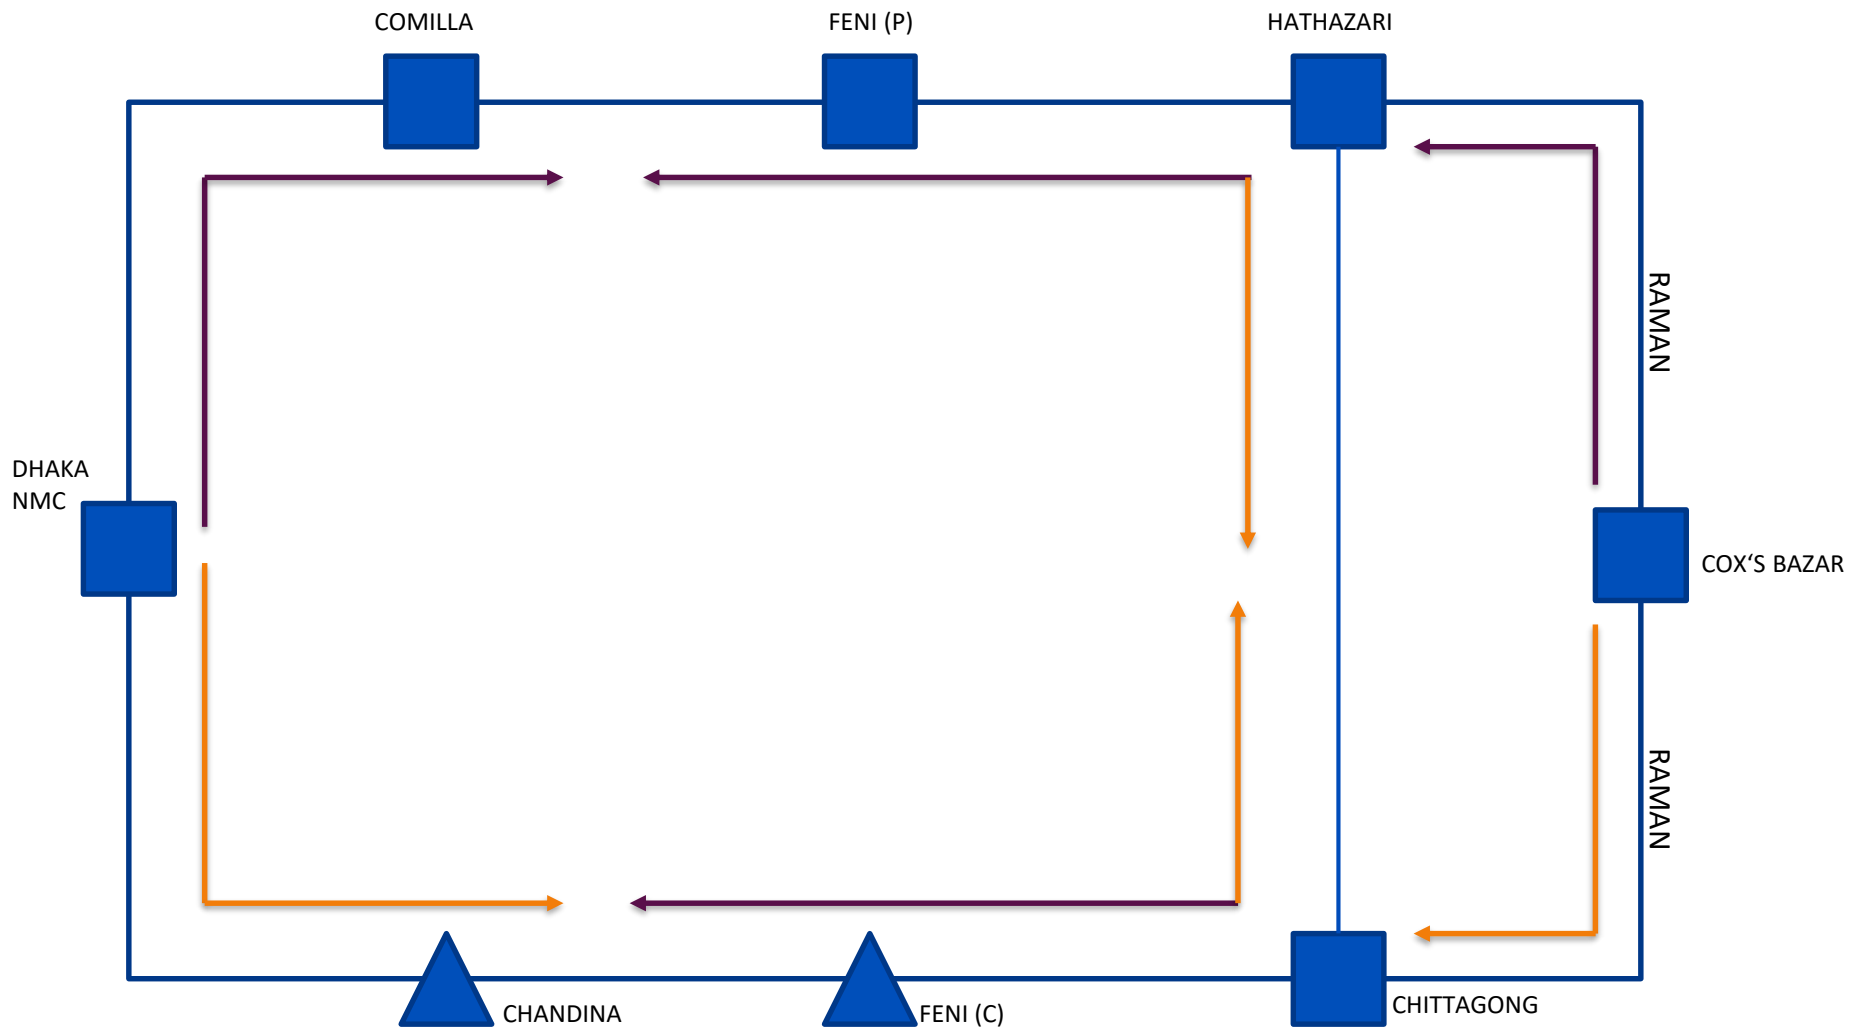 COMILLA
FENI (P)
HATHAZARI
RAMAN
DHAKA
NMC
COX‘S BAZAR
RAMAN
CHANDINA
FENI (C)
CHITTAGONG